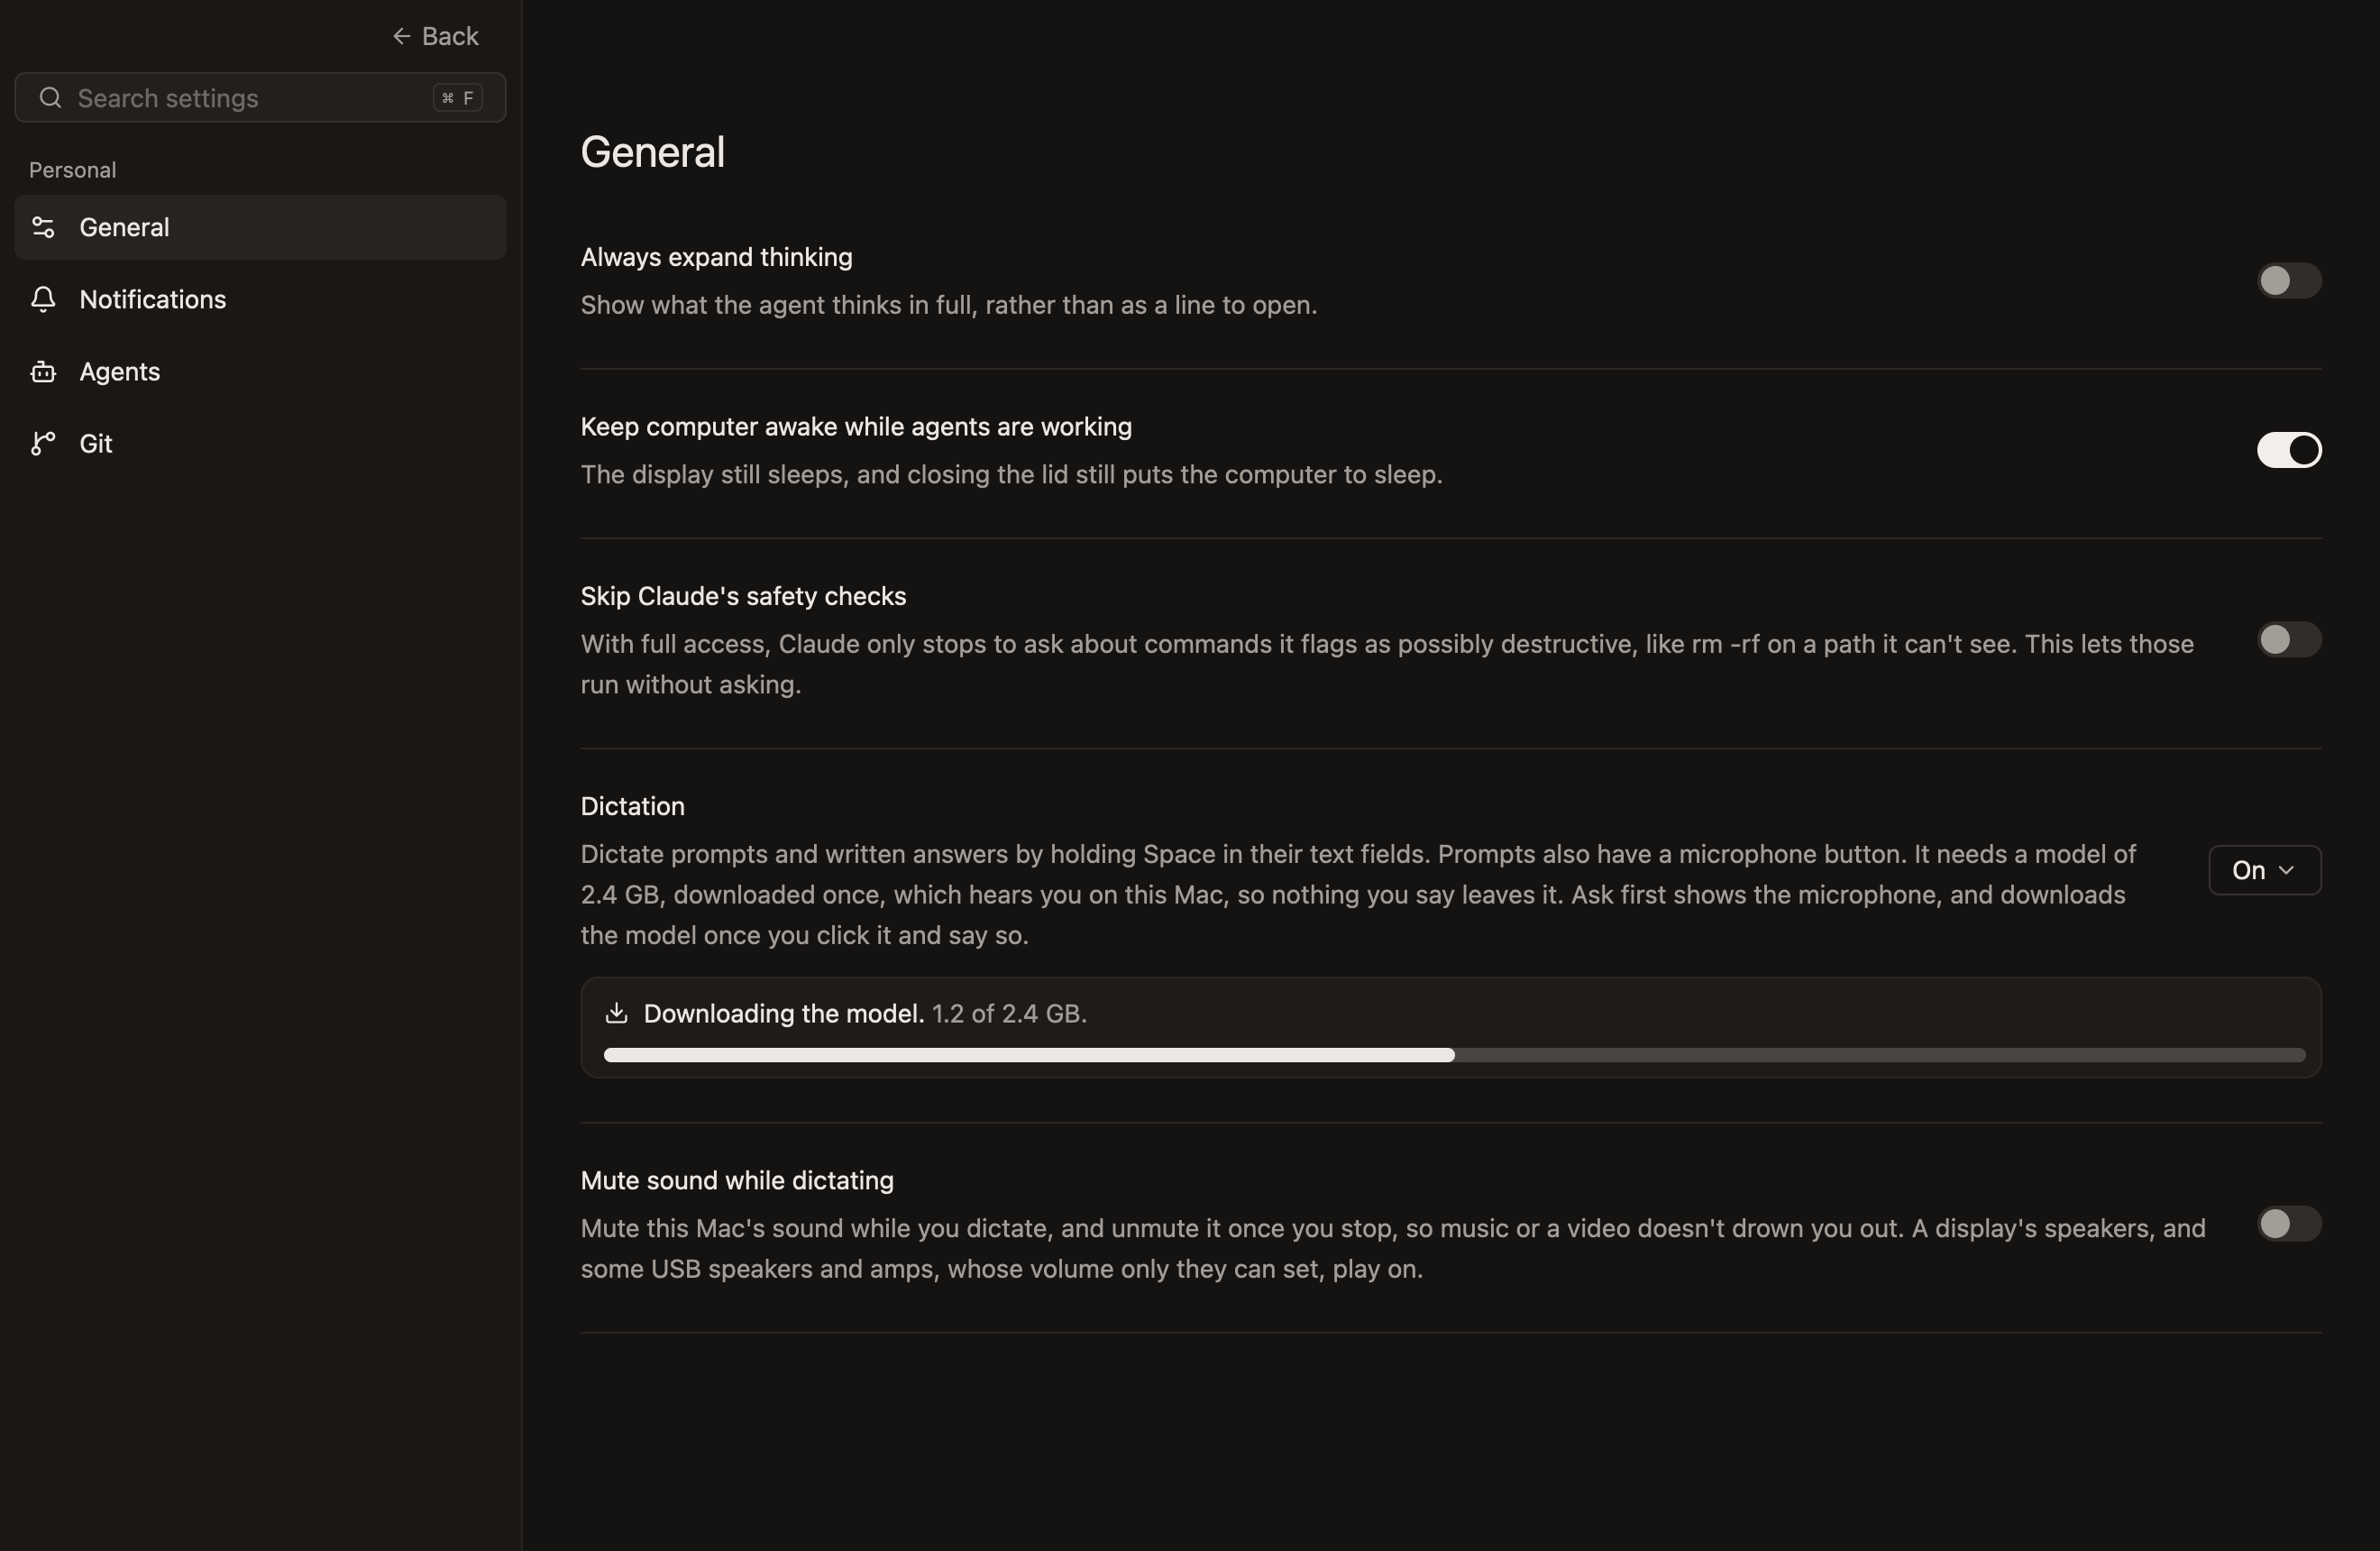 Back
Search settings
⌘ F
Personal
General
Notifications
Agents
Git
General
Always expand thinking
Show what the agent thinks in full, rather than as a line to open.
Keep computer awake while agents are working
The display still sleeps, and closing the lid still puts the computer to sleep.
Skip Claude's safety checks
With full access, Claude only stops to ask about commands it flags as possibly destructive, like rm -rf on a path it can't see. This lets those
run without asking.
Dictation
Dictate prompts and written answers by holding Space in their text fields. Prompts also have a microphone button. It needs a model of
2.4 GB, downloaded once, which hears you on this Mac, so nothing you say leaves it. Ask first shows the microphone, and downloads
the model once you click it and say so.
On
Downloading the model. 1.2 of 2.4 GB.
Mute sound while dictating
Mute this Mac's sound while you dictate, and unmute it once you stop, so music or a video doesn't drown you out. A display's speakers, and
some USB speakers and amps, whose volume only they can set, play on.